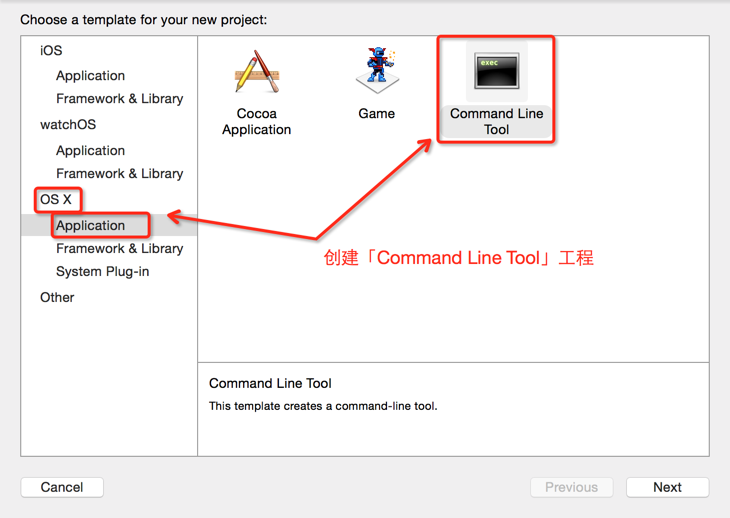 Choose a template for your new project:
iOS
Application
Framework & Library
watchOS
Application
Framework & Library
OS X
Application
Framework & Library
System Plug-in
Other
Cocoa
Application
Game
exec
Command Line
Tool
创建「Command Line Tool」工程
Command Line Tool
This template creates a command-line tool.
Cancel
Previous
Next